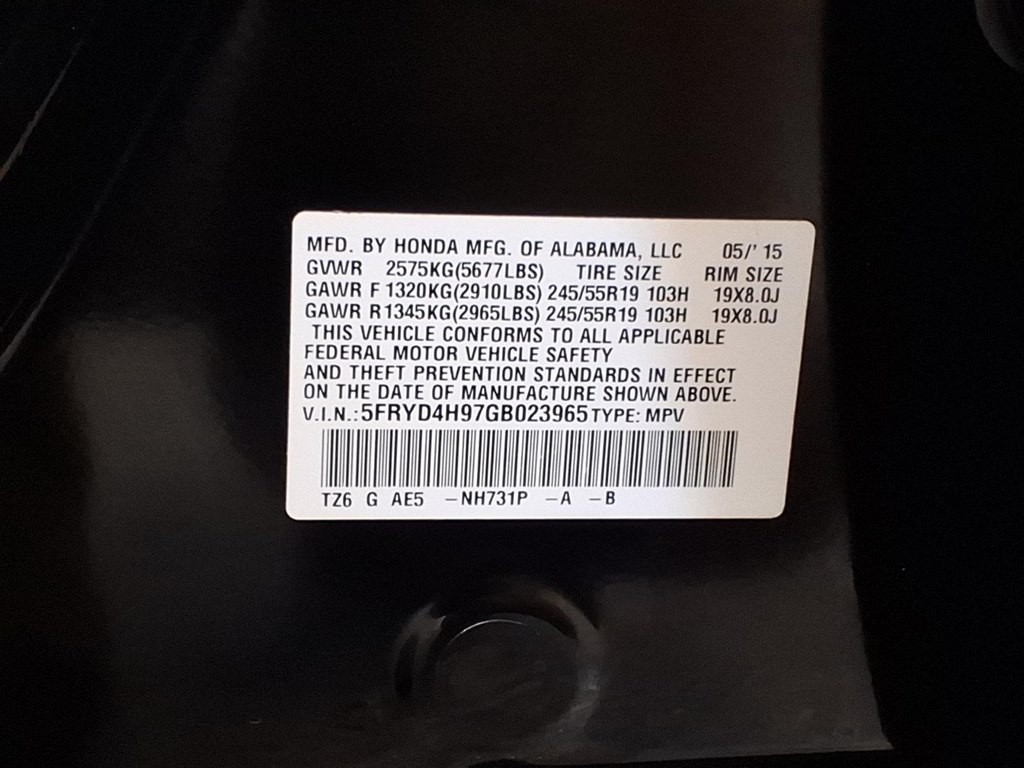 MFD. BY HONDA MFG. OF ALABAMA, LLC 05/' 15
GVWR 2575KG(5677LBS) TIRE SIZE RIM SIZE
GAWR F 1320KG(2910LBS) 245/55R19 103H 19X8.0J
GAWR R 1345KG(2965LBS) 245/55R19 103H 19X8.0J
THIS VEHICLE CONFORMS TO ALL APPLICABLE
FEDERAL MOTOR VEHICLE SAFETY
AND THEFT PREVENTION STANDARDS IN EFFECT
ON THE DATE OF MANUFACTURE SHOWN ABOVE.
V.I.N.: 5FRYD4H97GB023965 TYPE: MPV
TZ6 G AE5 –NH731P –A –B